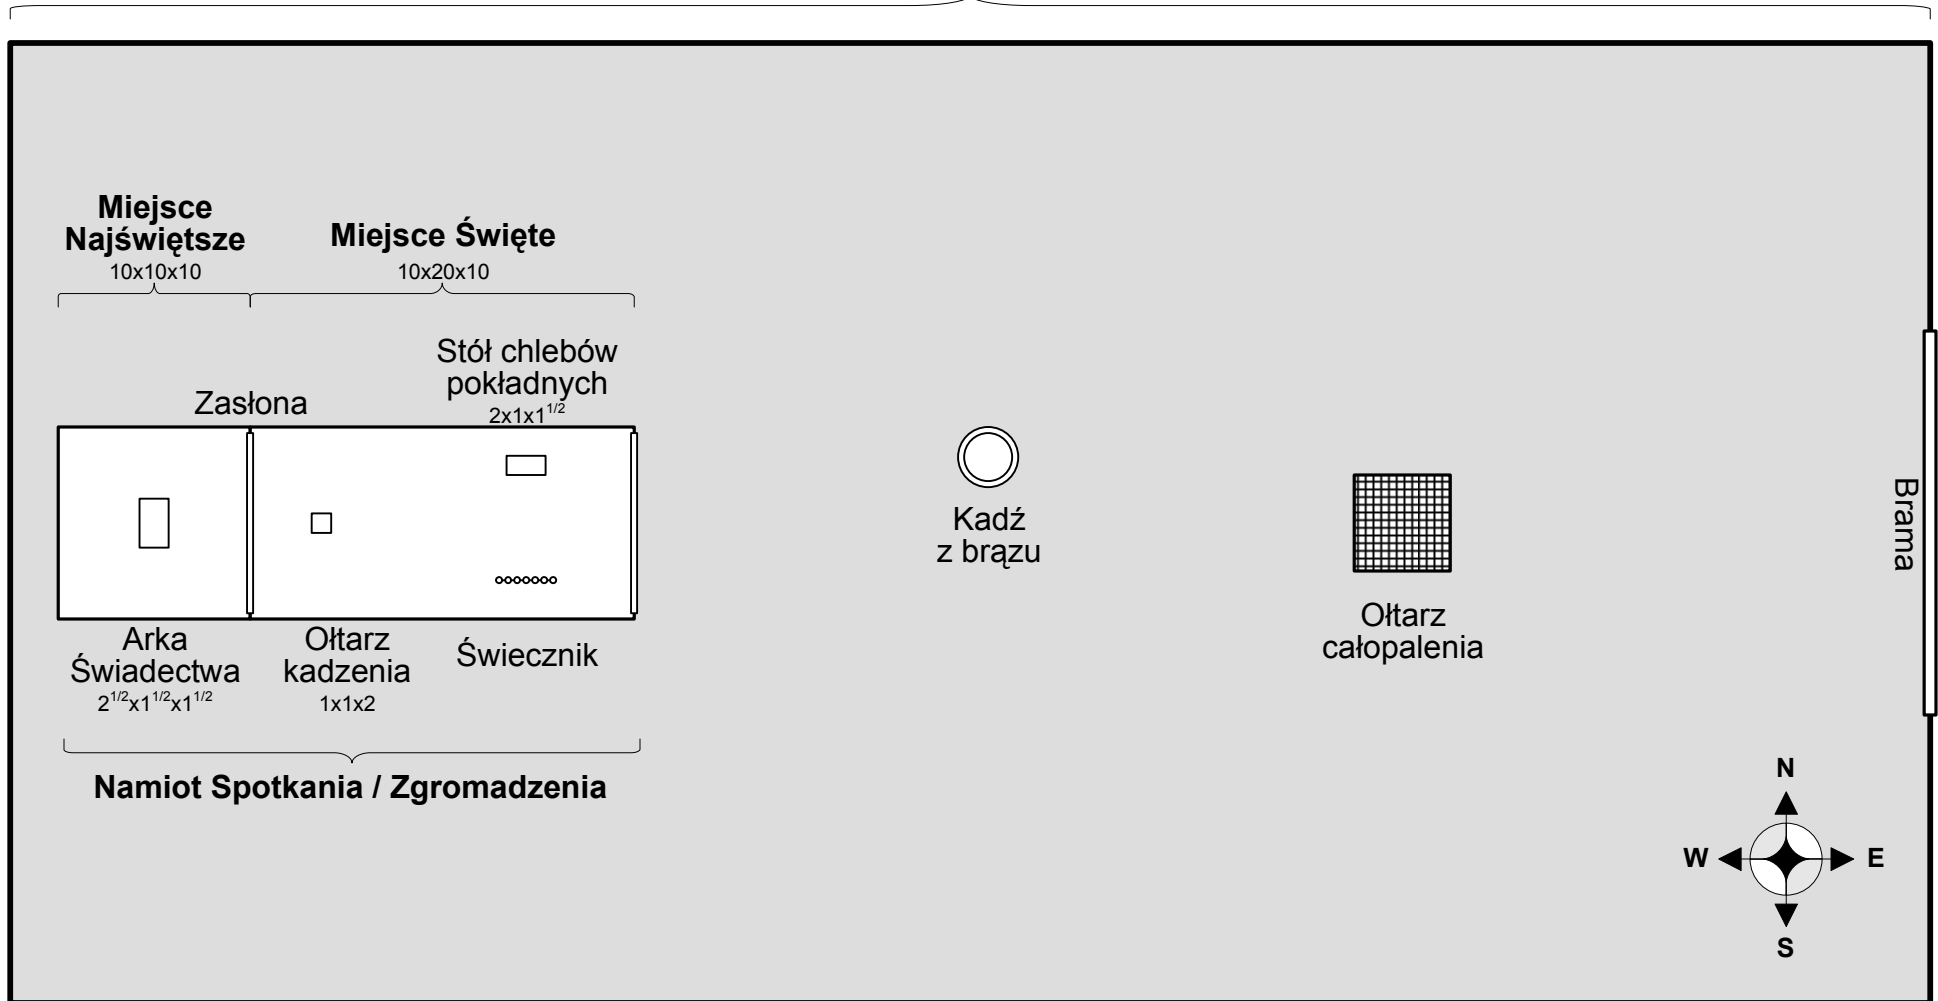 Miejsce
Najświętsze
10x10x10
Miejsce Święte
10x20x10
Stół chlebów
pokładnych
2x1x1^1/2
Zasłona
Kadź
z brązu
Ołtarz
całopalenia
Brama
Arka
Świadectwa
2^1/2x1^1/2x1^1/2
Ołtarz
kadzenia
1x1x2
Świecznik
Namiot Spotkania / Zgromadzenia
N
W
E
S